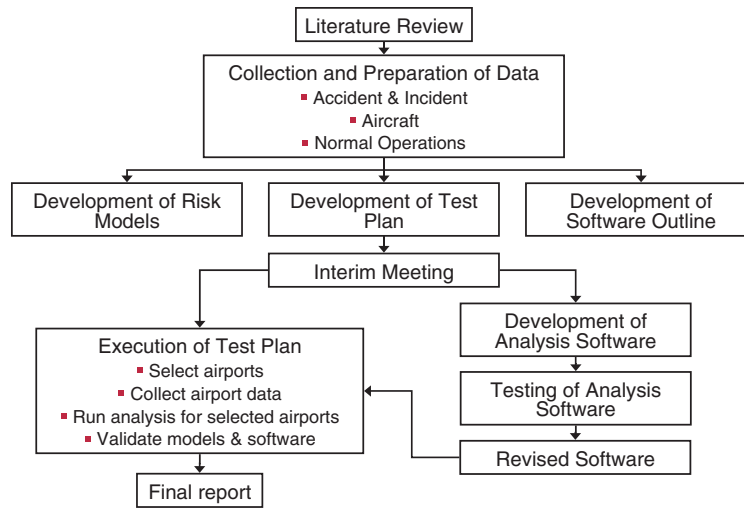 Literature Review
Collection and Preparation of Data
▪ Accident & Incident
▪ Aircraft
▪ Normal Operations
Development of Risk
Models
Development of Test
Plan
Development of
Software Outline
Interim Meeting
Execution of Test Plan
▪ Select airports
▪ Collect airport data
▪ Run analysis for selected airports
▪ Validate models & software
Development of
Analysis Software
Testing of Analysis
Software
Revised Software
Final report